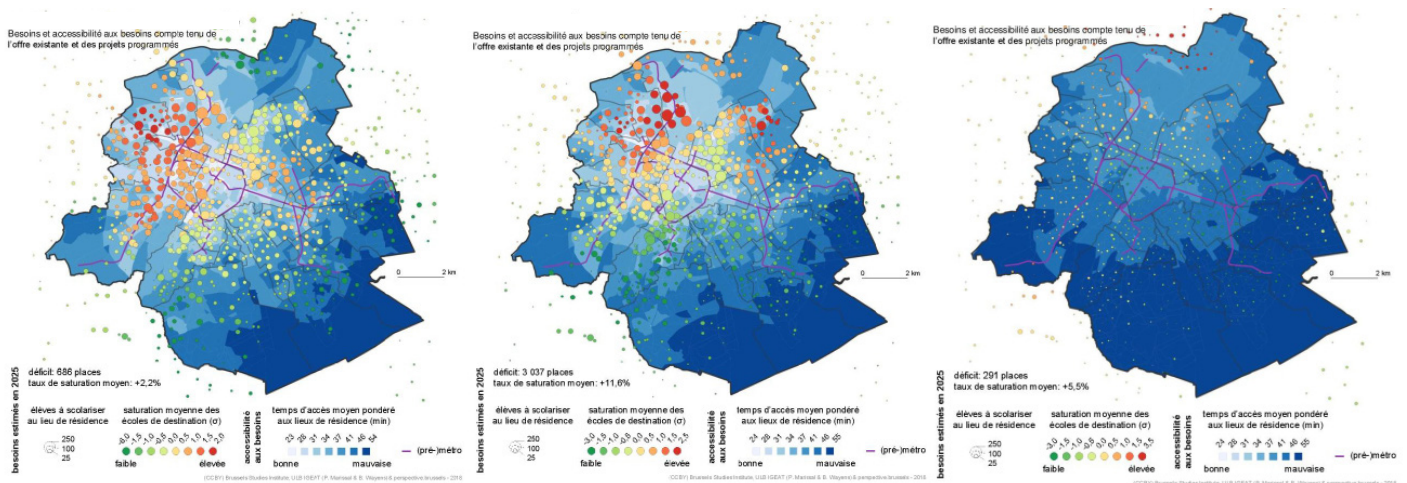 Besoins et accessibilité aux besoins compte tenu de
l'offre existante et des projets programmés
0 2 km
besoins estimés en 2025
déficit: 686 places
taux de saturation moyen: +2,2%
élèves à scolariser
au lieu de résidence
250
100
25
saturation moyenne des
écoles de destination (σ)
faible élevée
accessibilité
aux besoins
temps d'accès moyen pondéré
aux lieux de résidence (min)
23 28 31 34 37 41 46 54
bonne mauvaise
(pré-)métro
Besoins et accessibilité aux besoins compte tenu de
l'offre existante et des projets programmés
0 2 km
besoins estimés en 2025
déficit: 3 037 places
taux de saturation moyen: +11,6%
élèves à scolariser
au lieu de résidence
250
100
25
saturation moyenne des
écoles de destination (σ)
faible élevée
accessibilité
aux besoins
temps d'accès moyen pondéré
aux lieux de résidence (min)
bonne mauvaise
(pré-)métro
Besoins et accessibilité aux besoins compte tenu de
l'offre existante et des projets programmés
0 2 km
besoins estimés en 2025
déficit: 291 places
taux de saturation moyen: +5,5%
élèves à scolariser
au lieu de résidence
250
100
25
saturation moyenne des
écoles de destination (σ)
faible élevée
accessibilité
aux besoins
temps d'accès moyen pondéré
aux lieux de résidence (min)
bonne mauvaise
(pré-)métro